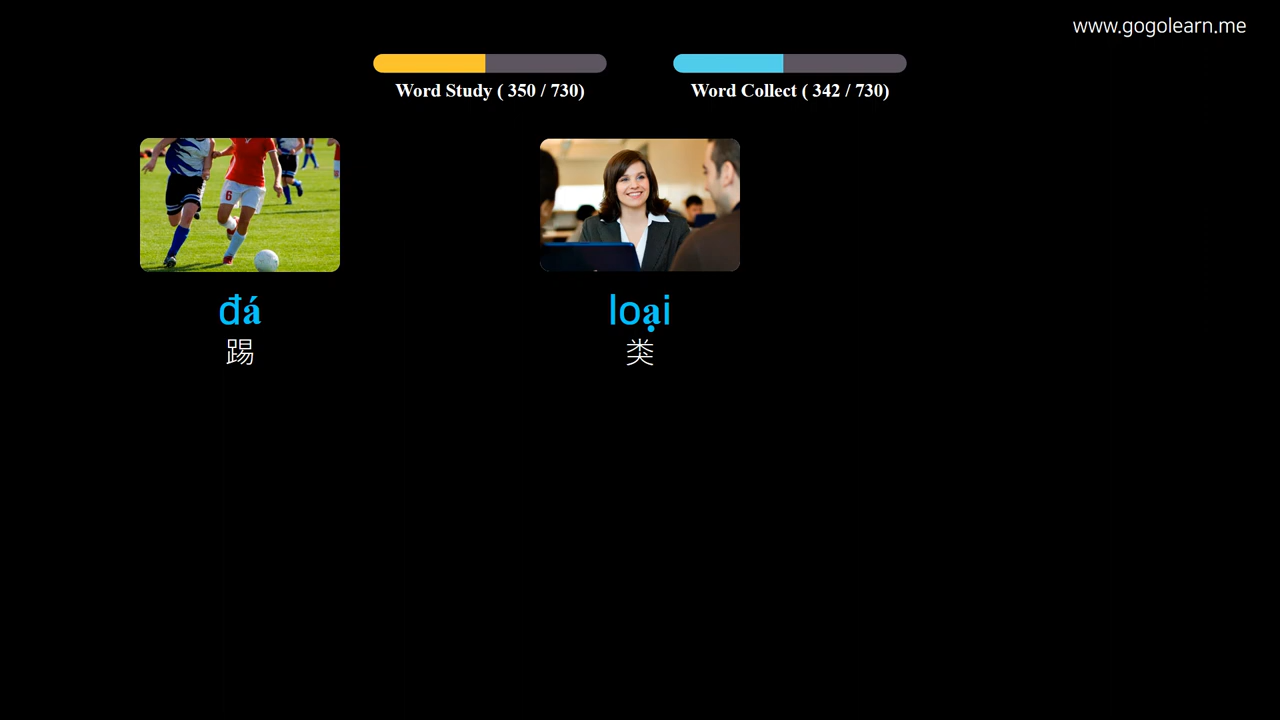 www.gogolearn.me
Word Study ( 350 / 730)
Word Collect ( 342 / 730)
đá
踢
loại
类